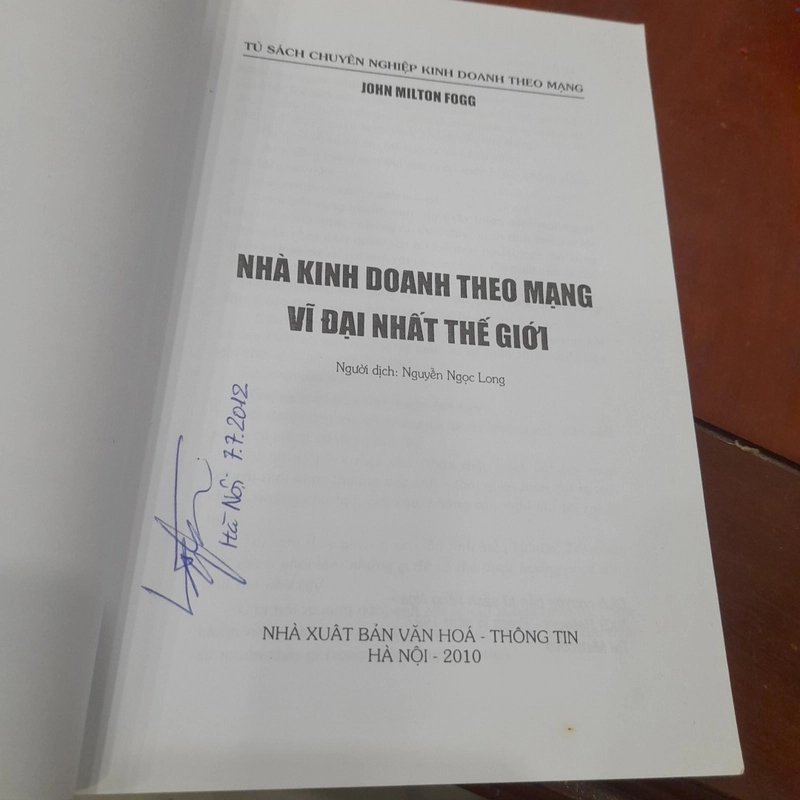 TỦ SÁCH CHUYÊN NGHIỆP KINH DOANH THEO MẠNG
JOHN MILTON FOGG
NHÀ KINH DOANH THEO MẠNG
VĨ ĐẠI NHẤT THẾ GIỚI
Người dịch: Nguyễn Ngọc Long
Hà Nội 7.7.2012
NHÀ XUẤT BẢN VĂN HOÁ - THÔNG TIN
HÀ NỘI - 2010